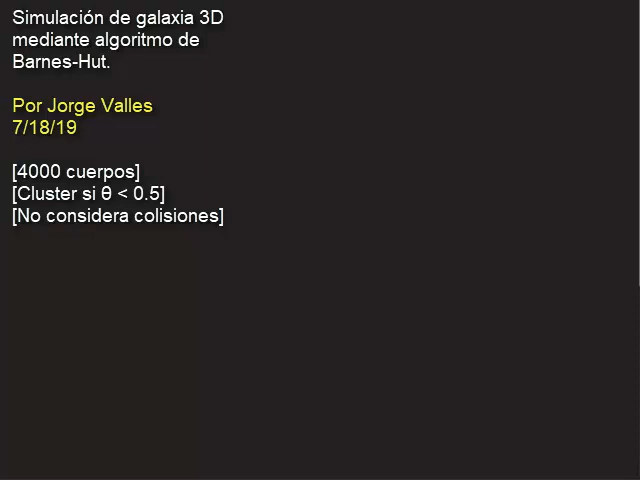 Simulación de galaxia 3D
mediante algoritmo de
Barnes-Hut.
Por Jorge Valles
7/18/19
[4000 cuerpos]
[Cluster si θ < 0.5]
[No considera colisiones]